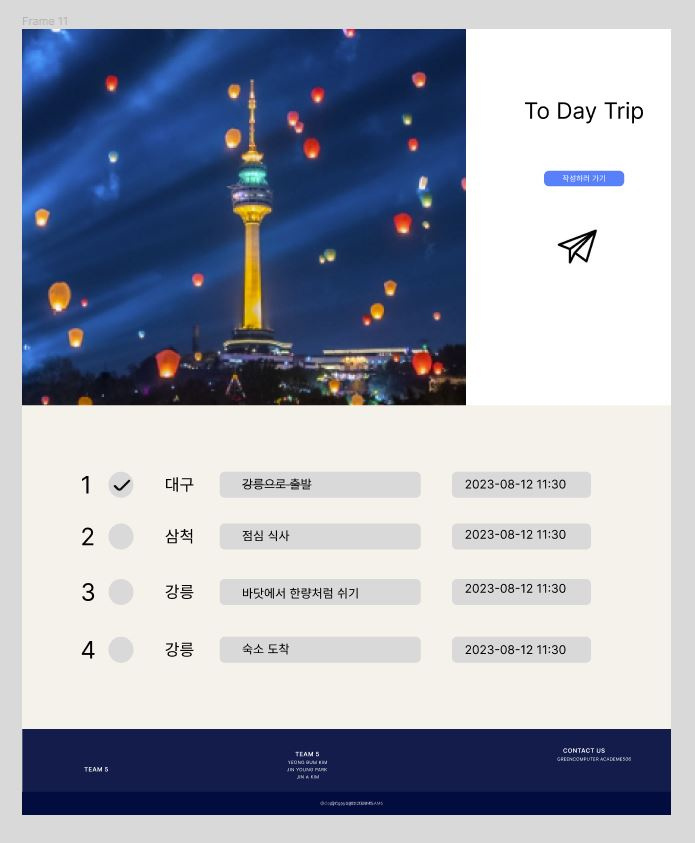 Frame 11
To Day Trip
작성하러 가기
1 대구 강릉으로 출발 2023-08-12 11:30
2 삼척 점심 식사 2023-08-12 11:30
3 강릉 바닷에서 한량처럼 쉬기 2023-08-12 11:30
4 강릉 숙소 도착 2023-08-12 11:30
TEAM 5
TEAM 5
YEONG BUM KIM
JIN YOUNG PARK
JIN A KIM
CONTACT US
GREENCOMPUTER ACADEME506